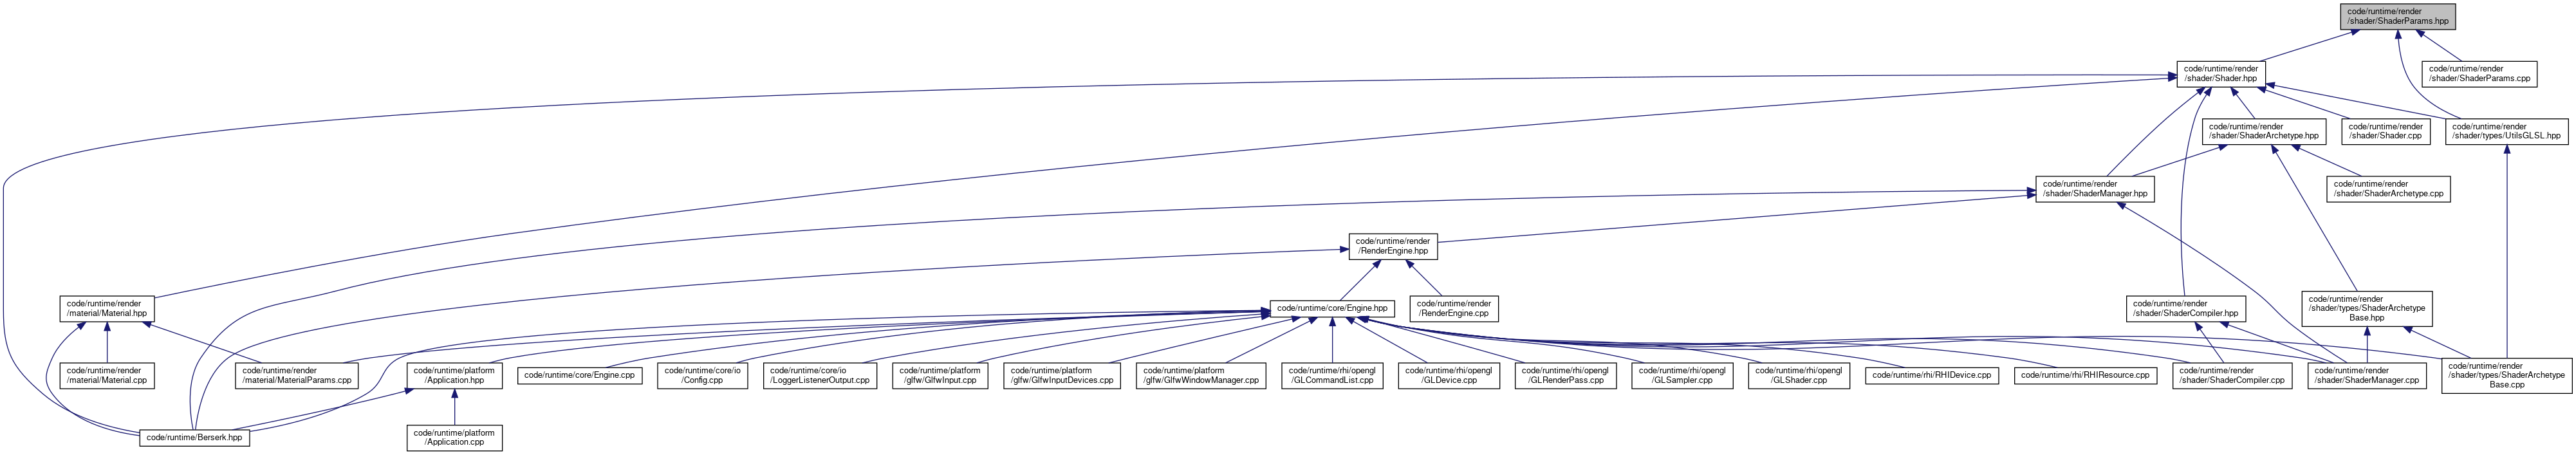 code/runtime/render
/shader/ShaderParams.hpp
code/runtime/render
/shader/Shader.hpp
code/runtime/render
/shader/ShaderParams.cpp
code/runtime/render
/shader/ShaderArchetype.hpp
code/runtime/render
/shader/Shader.cpp
code/runtime/render
/shader/types/UtilsGLSL.hpp
code/runtime/render
/shader/ShaderManager.hpp
code/runtime/render
/shader/ShaderArchetype.cpp
code/runtime/render
/RenderEngine.hpp
code/runtime/render
/material/Material.hpp
code/runtime/core/Engine.hpp
code/runtime/render
/RenderEngine.cpp
code/runtime/render
/shader/ShaderCompiler.hpp
code/runtime/render
/shader/types/ShaderArchetype
Base.hpp
code/runtime/render
/material/Material.cpp
code/runtime/render
/material/MaterialParams.cpp
code/runtime/platform
/Application.hpp
code/runtime/core/Engine.cpp
code/runtime/core/io
/Config.cpp
code/runtime/core/io
/LoggerListenerOutput.cpp
code/runtime/platform
/glfw/GlfwInput.cpp
code/runtime/platform
/glfw/GlfwInputDevices.cpp
code/runtime/platform
/glfw/GlfwWindowManager.cpp
code/runtime/rhi/opengl
/GLCommandList.cpp
code/runtime/rhi/opengl
/GLDevice.cpp
code/runtime/rhi/opengl
/GLRenderPass.cpp
code/runtime/rhi/opengl
/GLSampler.cpp
code/runtime/rhi/opengl
/GLShader.cpp
code/runtime/rhi/RHIDevice.cpp
code/runtime/rhi/RHIResource.cpp
code/runtime/render
/shader/ShaderCompiler.cpp
code/runtime/render
/shader/ShaderManager.cpp
code/runtime/render
/shader/types/ShaderArchetype
Base.cpp
code/runtime/Berserk.hpp
code/runtime/platform
/Application.cpp